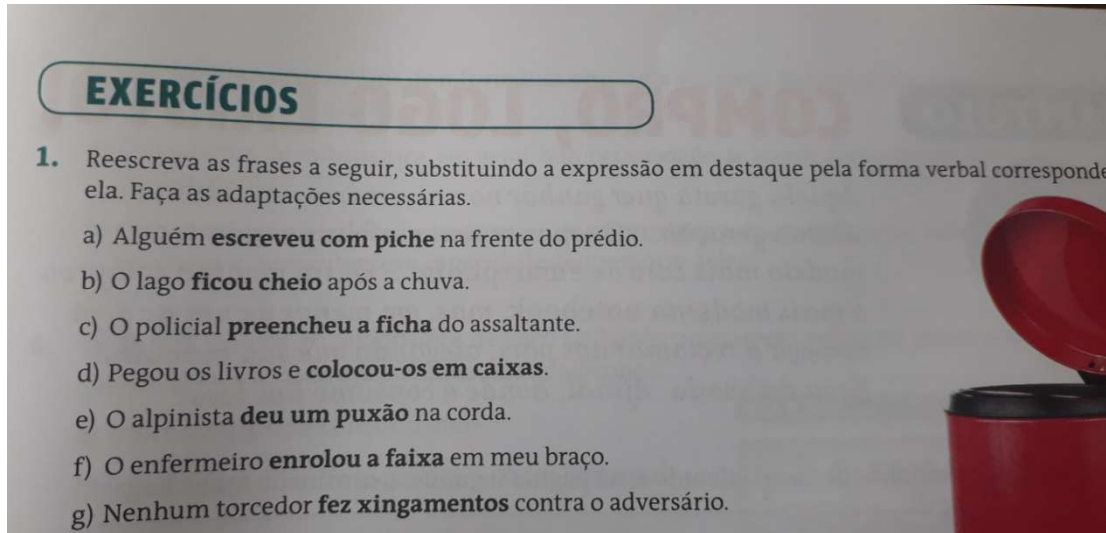 EXERCÍCIOS
1. Reescreva as frases a seguir, substituindo a expressão em destaque pela forma verbal corresponde
ela. Faça as adaptações necessárias.
a) Alguém escreveu com piche na frente do prédio.
b) O lago ficou cheio após a chuva.
c) O policial preencheu a ficha do assaltante.
d) Pegou os livros e colocou-os em caixas.
e) O alpinista deu um puxão na corda.
f) O enfermeiro enrolou a faixa em meu braço.
g) Nenhum torcedor fez xingamentos contra o adversário.